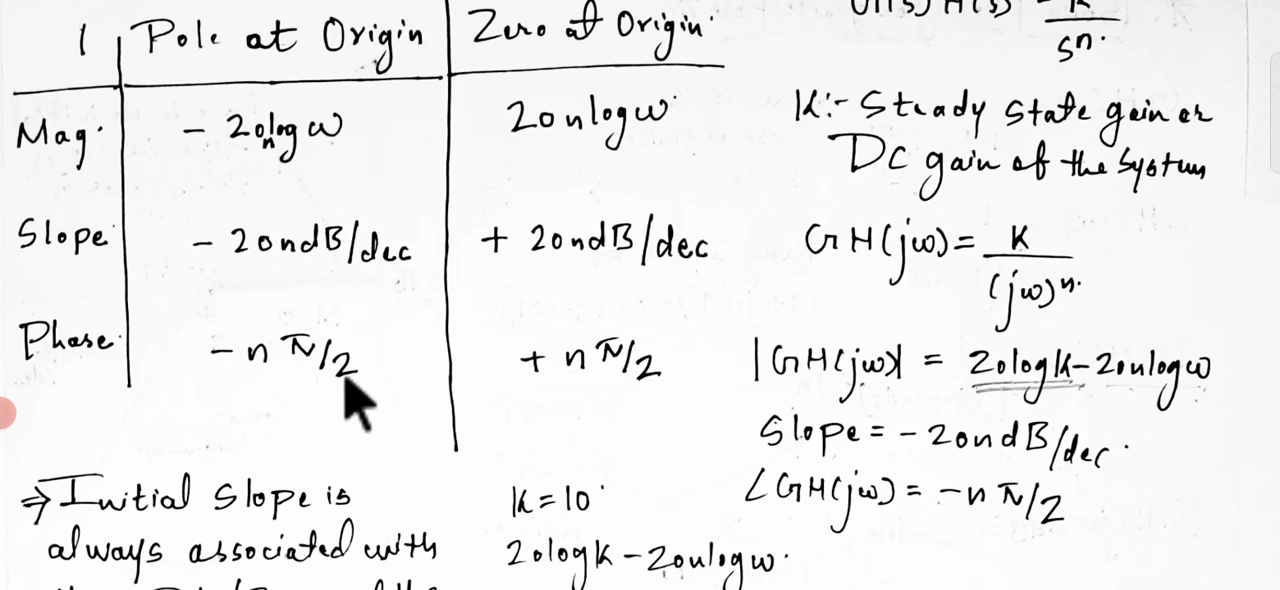 Pole at Origin
Zero at Origin
G(s)H(s) = K/sⁿ
Mag.
- 20nlogω
20nlogω
Slope
- 20ndB/dec
+ 20ndB/dec
Phase
- nπ/2
+ nπ/2
K:- Steady state gain or
DC gain of the System
GH(jω) = K/(jω)ⁿ
|GH(jω)| = 20logK-20nlogω
Slope = - 20ndB/dec.
∠GH(jω) = -nπ/2
⇒ Initial Slope is
always associated with
K = 10
20logK - 20nlogω.